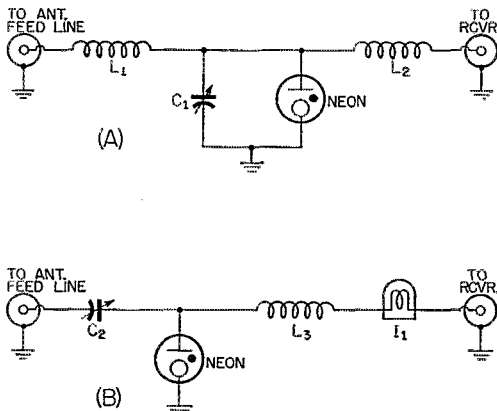 TO ANT.
FEED LINE
L1
L2
TO
RCVR.
C1
NEON
(A)
TO ANT.
FEED LINE
C2
L3
I1
TO
RCVR.
NEON
(B)